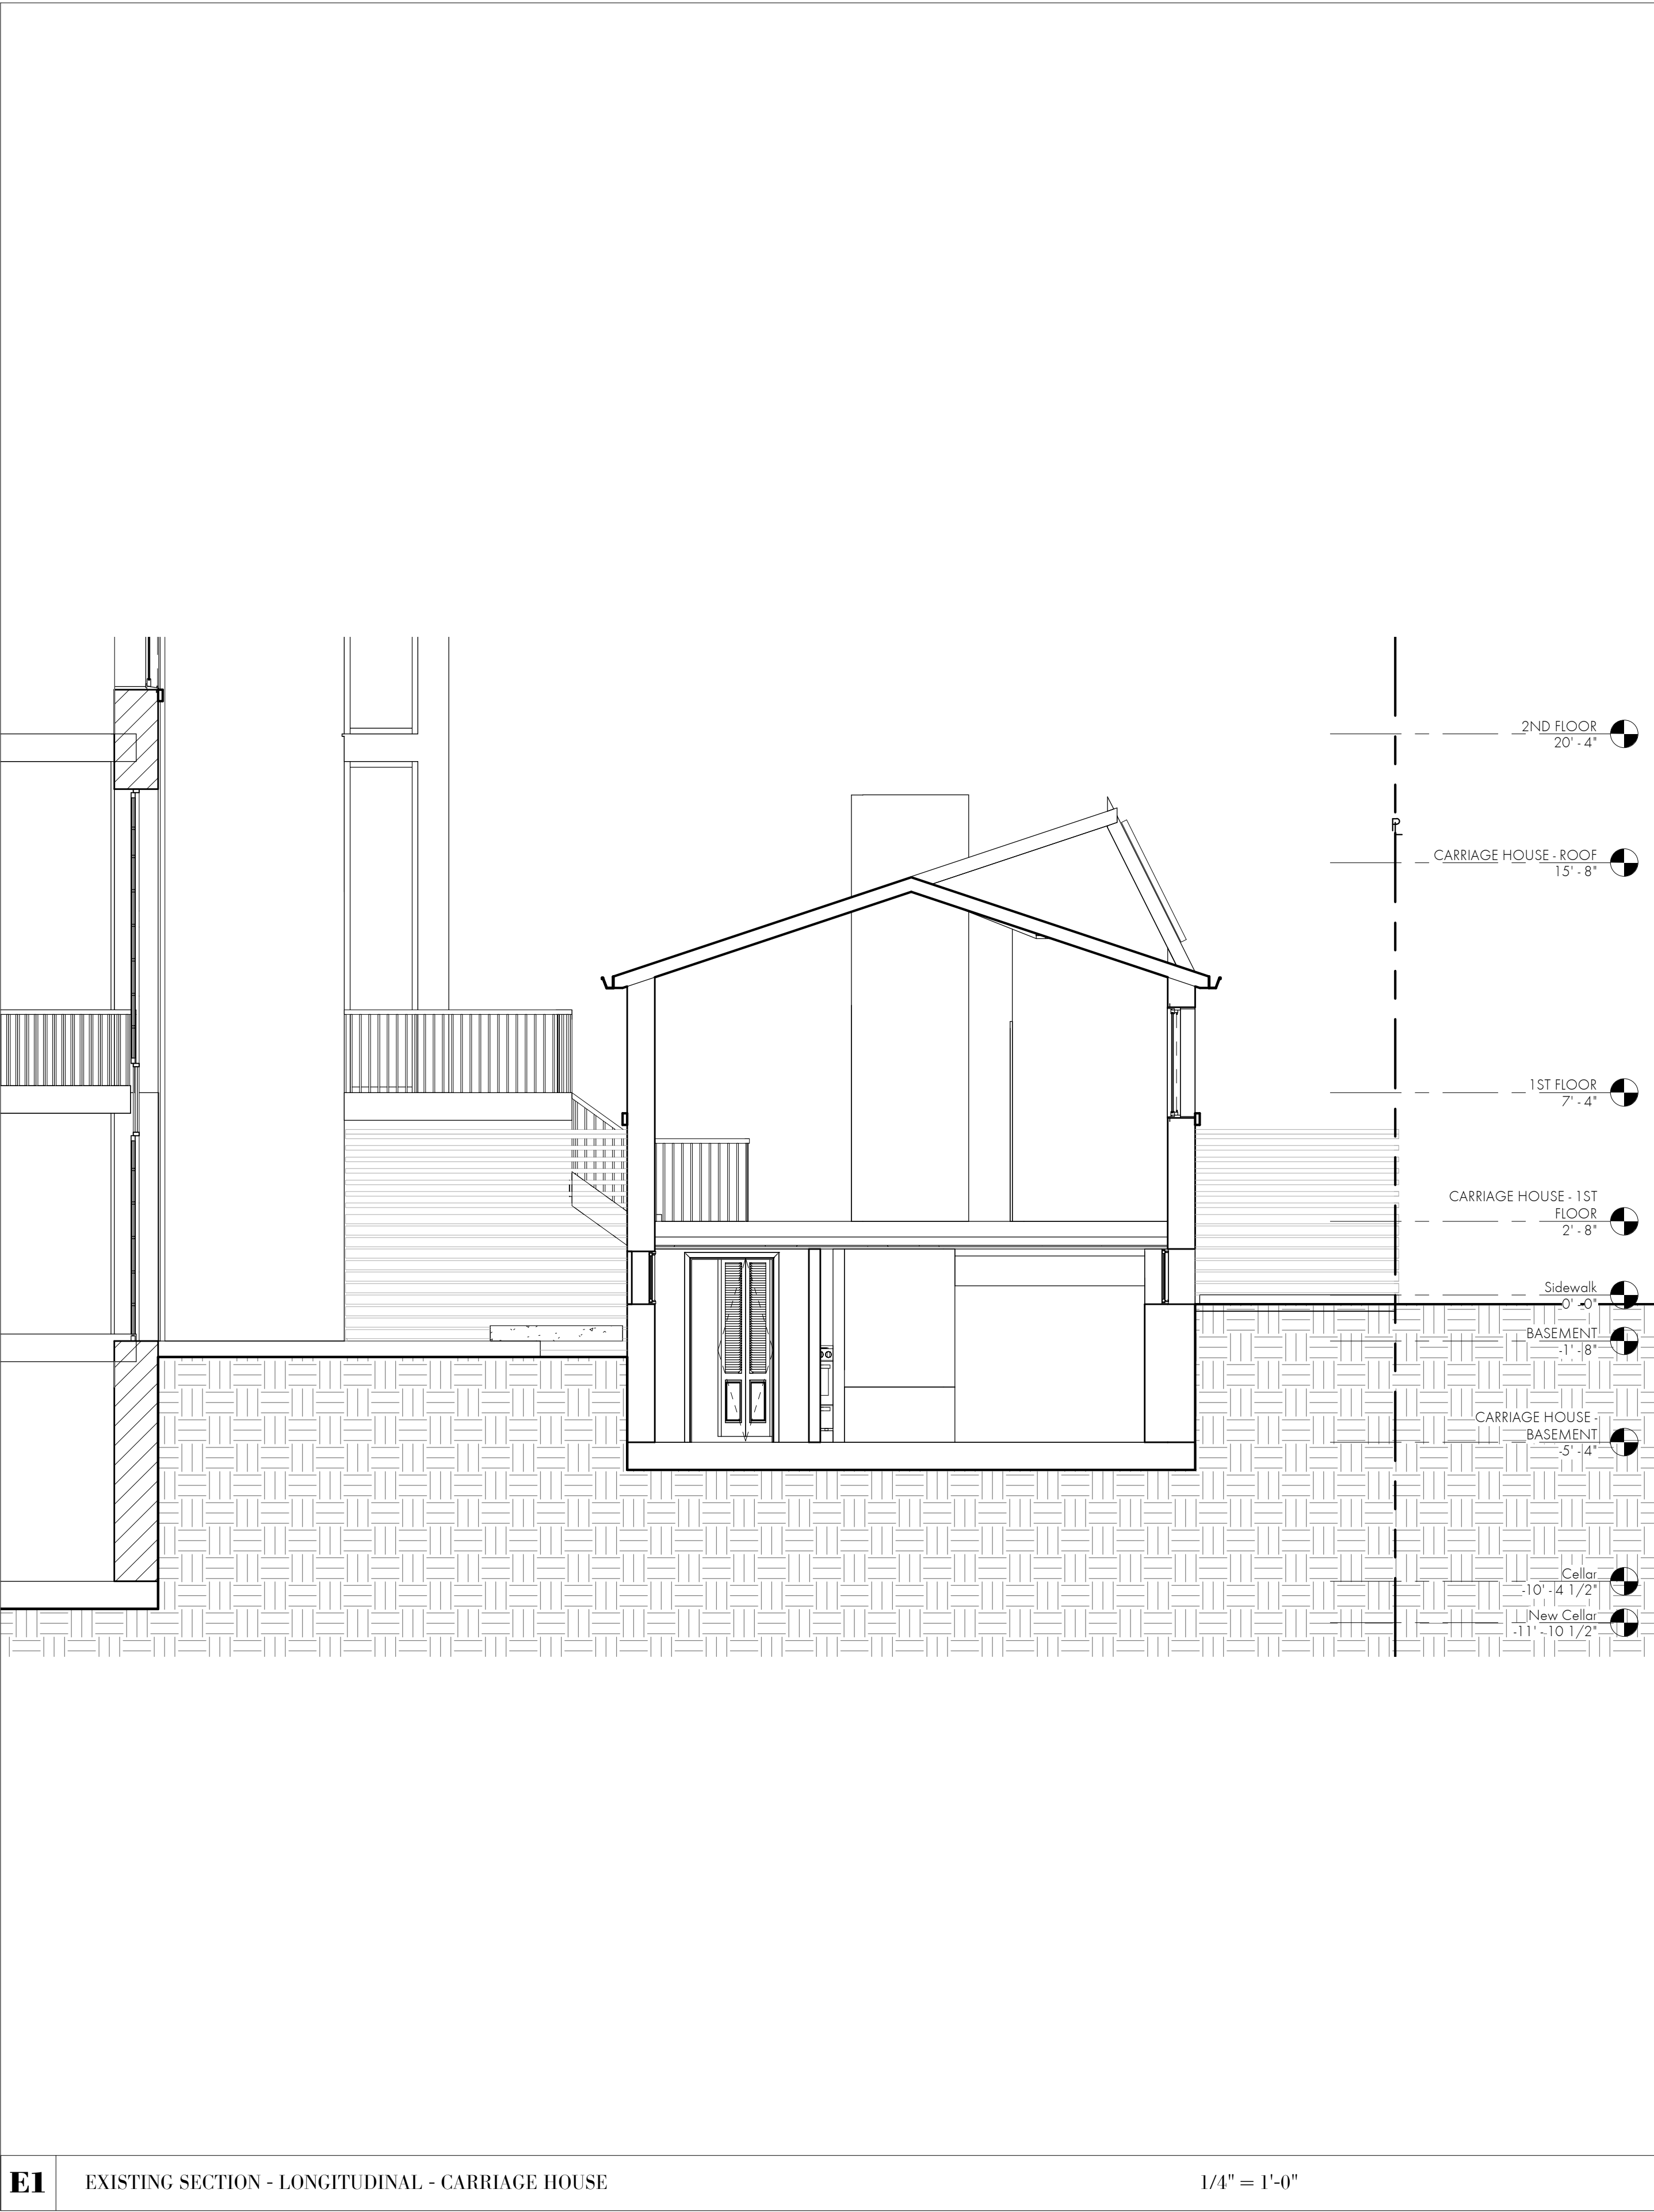 2ND FLOOR
20' - 4"
PL
CARRIAGE HOUSE - ROOF
15' - 8"
1ST FLOOR
7' - 4"
CARRIAGE HOUSE - 1ST
FLOOR
2' - 8"
Sidewalk
0' - 0"
BASEMENT
-1' - 8"
CARRIAGE HOUSE -
BASEMENT
-5' - 4"
Cellar
-10' - 4 1/2"
New Cellar
-11' - 10 1/2"
E1 EXISTING SECTION - LONGITUDINAL - CARRIAGE HOUSE 1/4" = 1'-0"